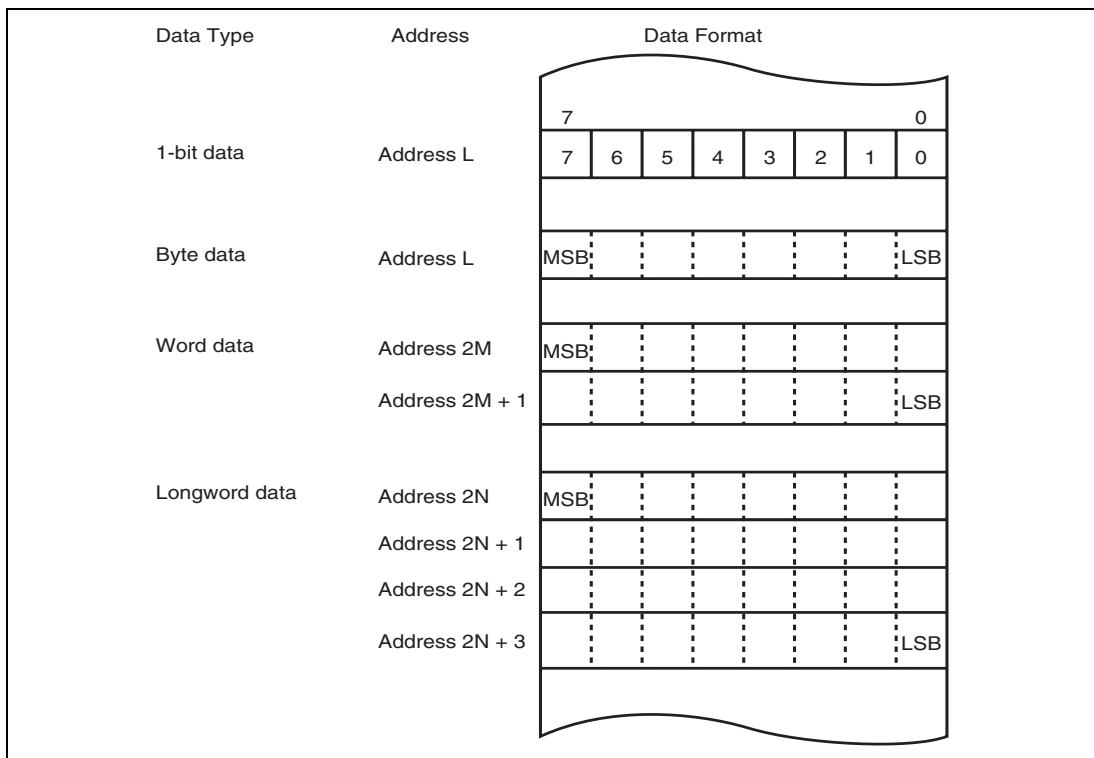 Data Type Address Data Format
7 0
1-bit data Address L 7 6 5 4 3 2 1 0
Byte data Address L MSB LSB
Word data Address 2M MSB
Address 2M + 1 LSB
Longword data Address 2N MSB
Address 2N + 1
Address 2N + 2
Address 2N + 3 LSB